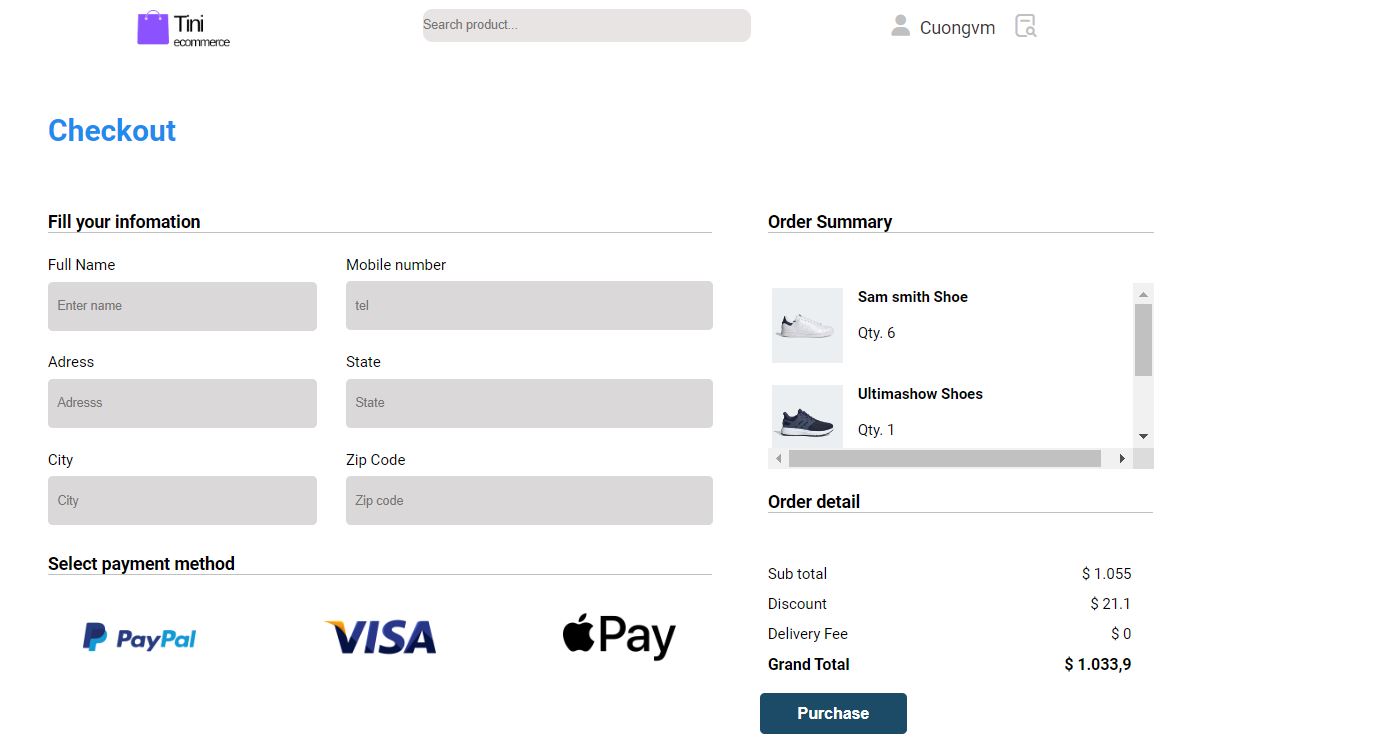 Tini
ecommerce
Search product...
Cuongvm
Checkout
Fill your infomation
Full Name
Mobile number
Enter name
tel
Adress
State
Adresss
State
City
Zip Code
City
Zip code
Select payment method
PayPal
VISA
Pay
Order Summary
Sam smith Shoe
Qty. 6
Ultimashow Shoes
Qty. 1
Order detail
Sub total $ 1.055
Discount $ 21.1
Delivery Fee $ 0
Grand Total $ 1.033,9
Purchase